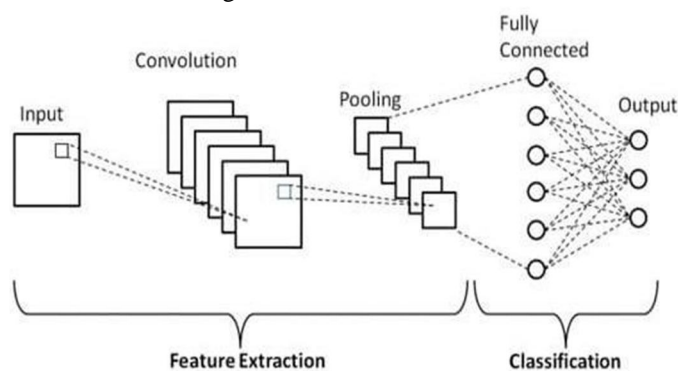 Fully
Connected
Convolution
Pooling
Output
Input
Feature Extraction
Classification